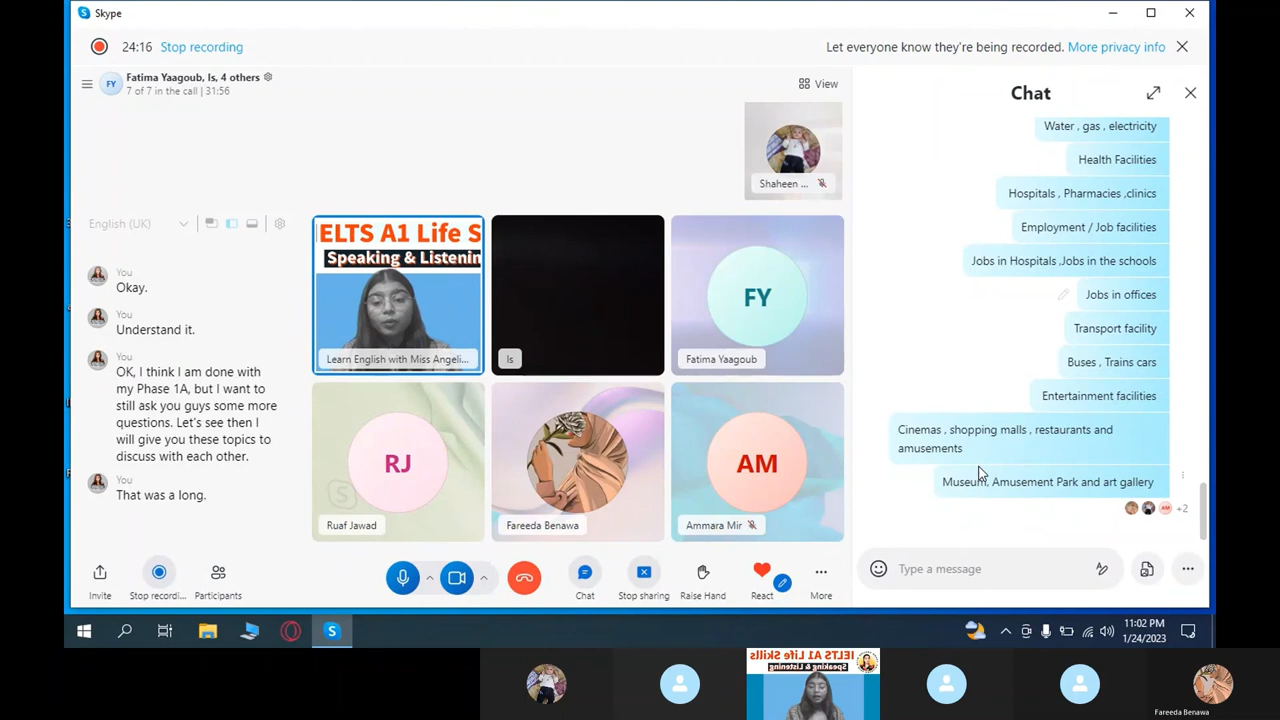 Skype
24:16 Stop recording
Let everyone know they're being recorded. More privacy info
FY
Fatima Yaagoub, Is, 4 others
7 of 7 in the call | 31:56
View
Chat
Shaheen ...
English (UK)
You
Okay.
You
Understand it.
You
OK, I think I am done with
my Phase 1A, but I want to
still ask you guys some more
questions. Let's see then I
will give you these topics to
discuss with each other.
You
That was a long.
IELTS A1 Life S
Speaking & Listenin
Learn English with Miss Angeli...
Is
FY
Fatima Yaagoub
RJ
Ruaf Jawad
Fareeda Benawa
AM
Ammara Mir
Water , gas , electricity
Health Facilities
Hospitals , Pharmacies ,clinics
Employment / Job facilities
Jobs in Hospitals ,Jobs in the schools
Jobs in offices
Transport facility
Buses , Trains cars
Entertainment facilities
Cinemas , shopping malls , restaurants and
amusements
Museum, Amusement Park and art gallery
AM +2
Type a message
Invite
Stop recordi...
Participants
Chat
Stop sharing
Raise Hand
React
More
11:02 PM
1/24/2023
IELTS A1 Life Skills
Speaking & Listening
Fareeda Benawa